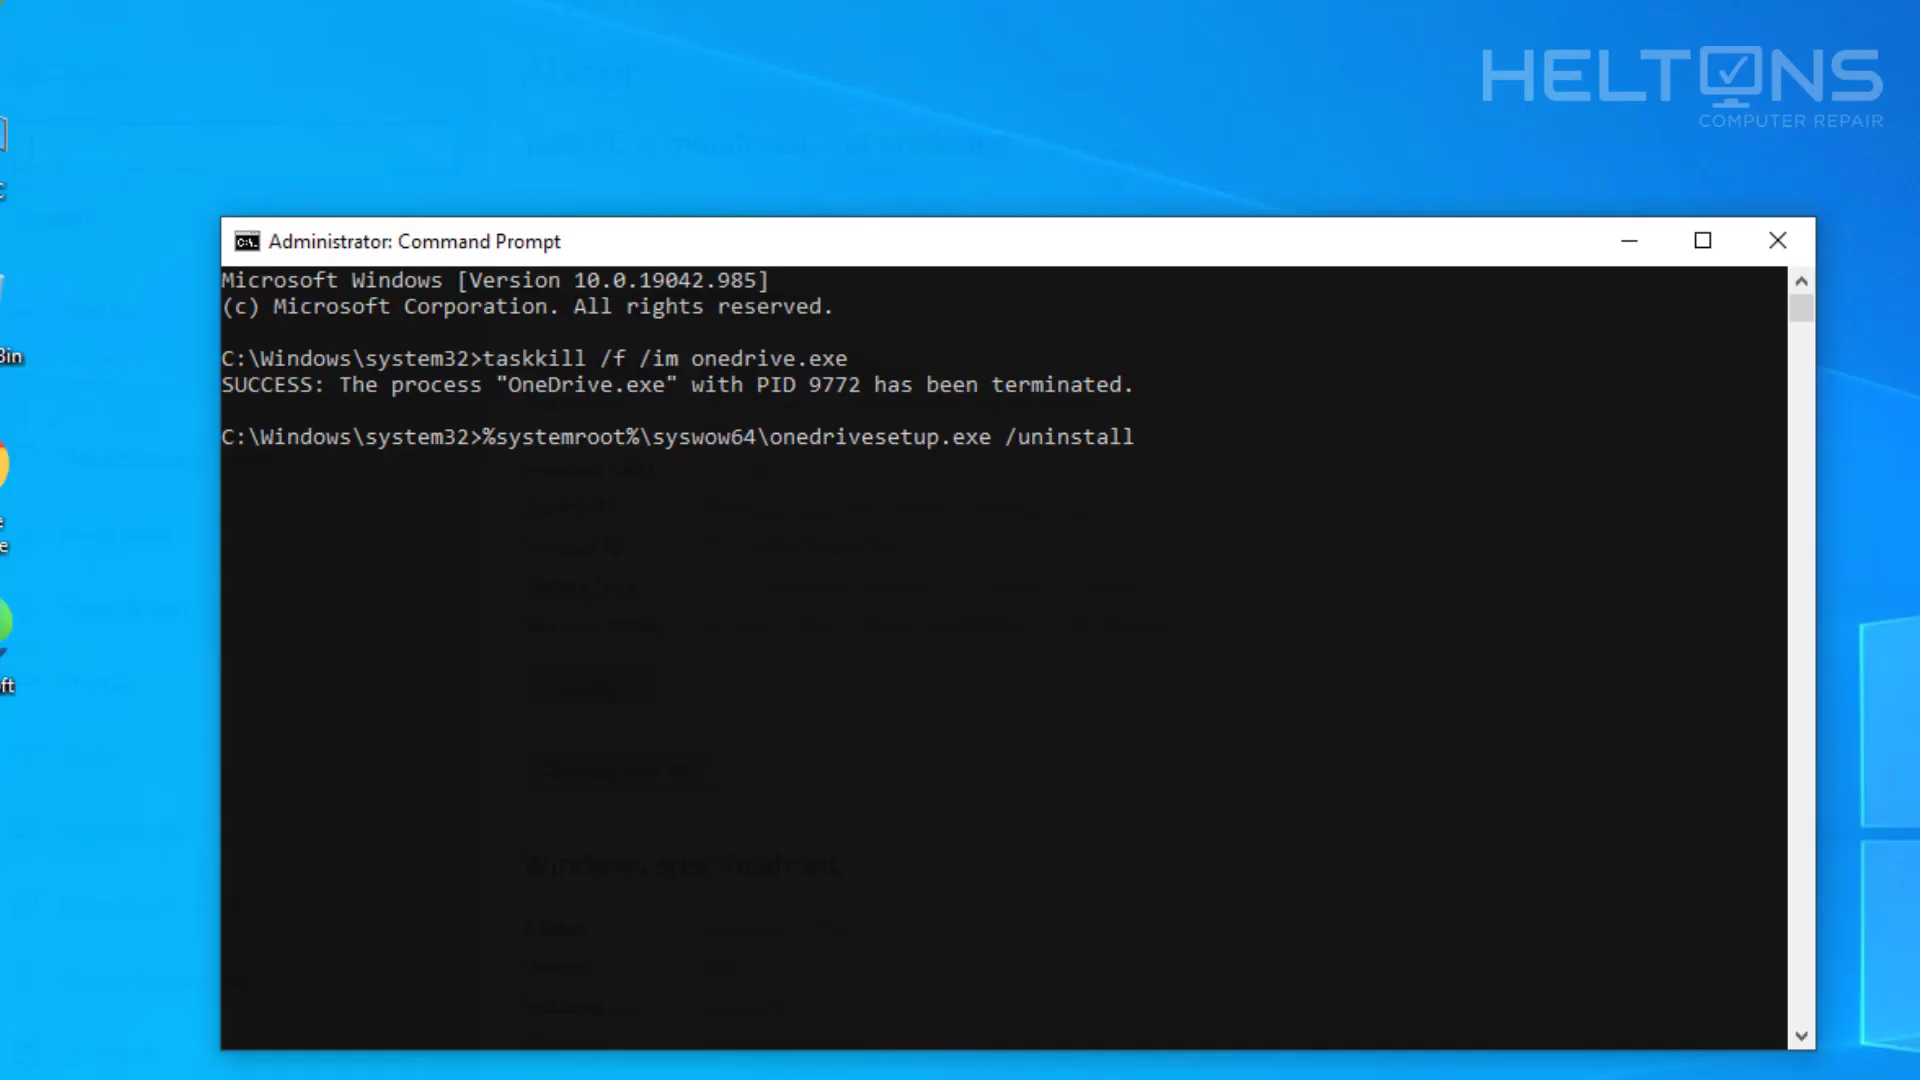 HELTONS
COMPUTER REPAIR
Administrator: Command Prompt
Microsoft Windows [Version 10.0.19042.985]
(c) Microsoft Corporation. All rights reserved.
C:\Windows\system32>taskkill /f /im onedrive.exe
SUCCESS: The process "OneDrive.exe" with PID 9772 has been terminated.
C:\Windows\system32>%systemroot%\syswow64\onedrivesetup.exe /uninstall
Bin
ft